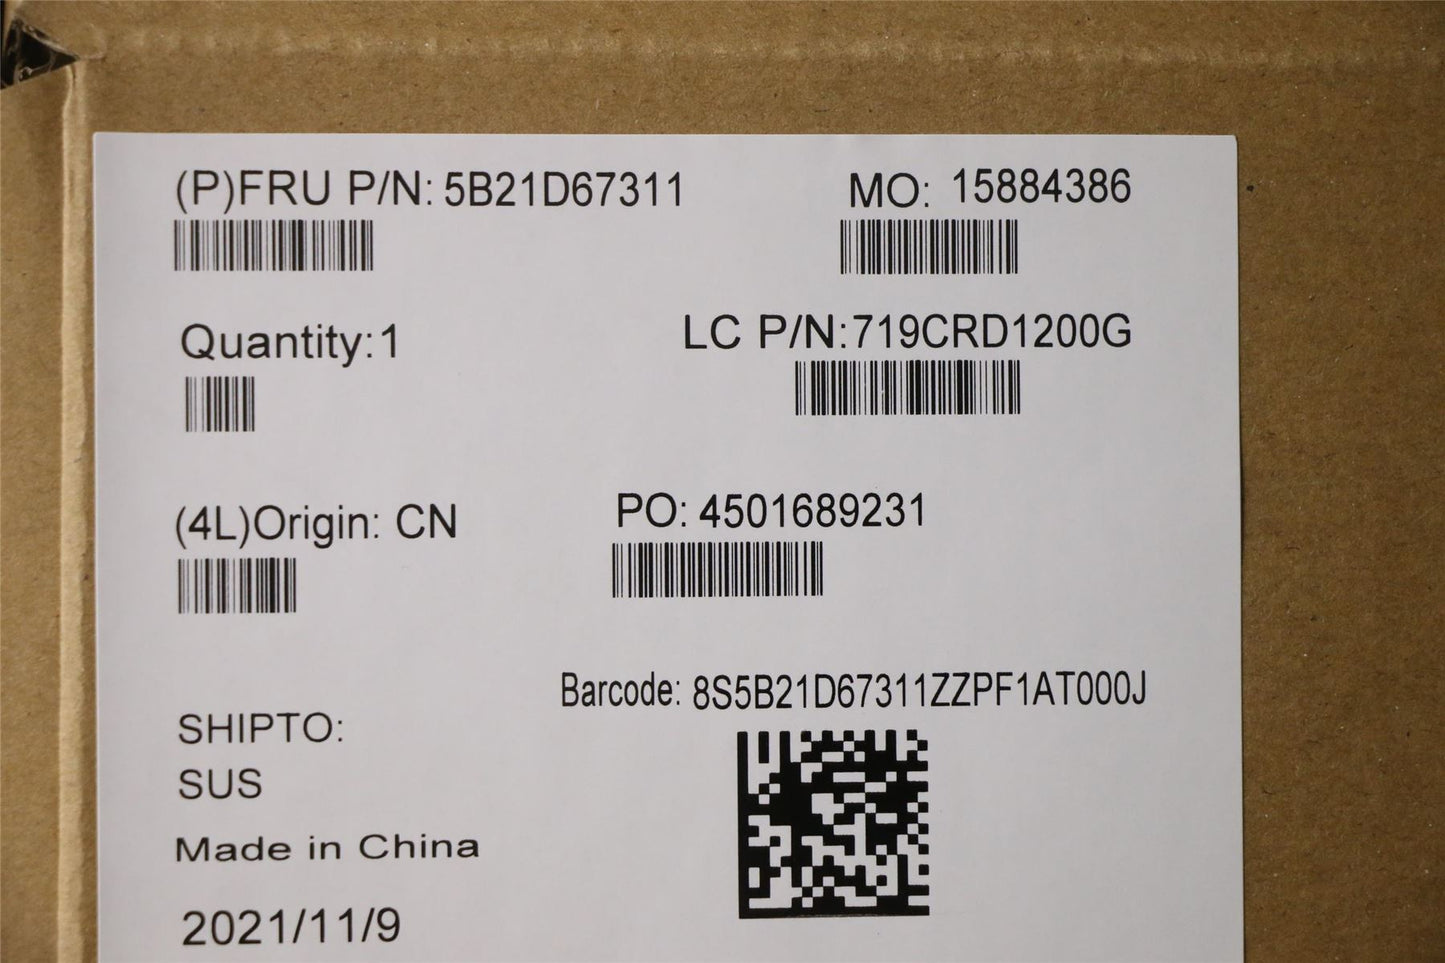 (P)FRU P/N: 5B21D67311
MO: 15884386
Quantity:1
LC P/N:719CRD1200G
(4L)Origin: CN
PO: 4501689231
Barcode: 8S5B21D67311ZZPF1AT000J
SHIPTO:
SUS
Made in China
2021/11/9